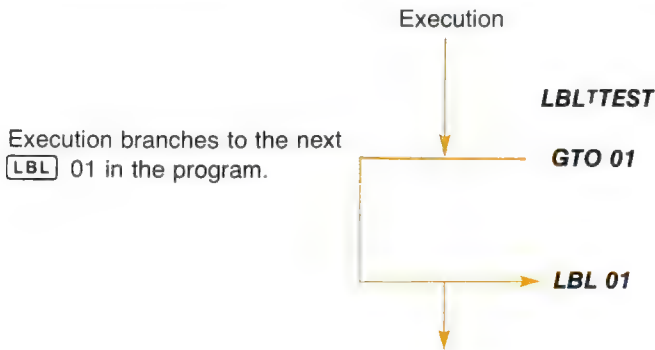 Execution
LBLᵀTEST
Execution branches to the next
LBL 01 in the program.
GTO 01
LBL 01